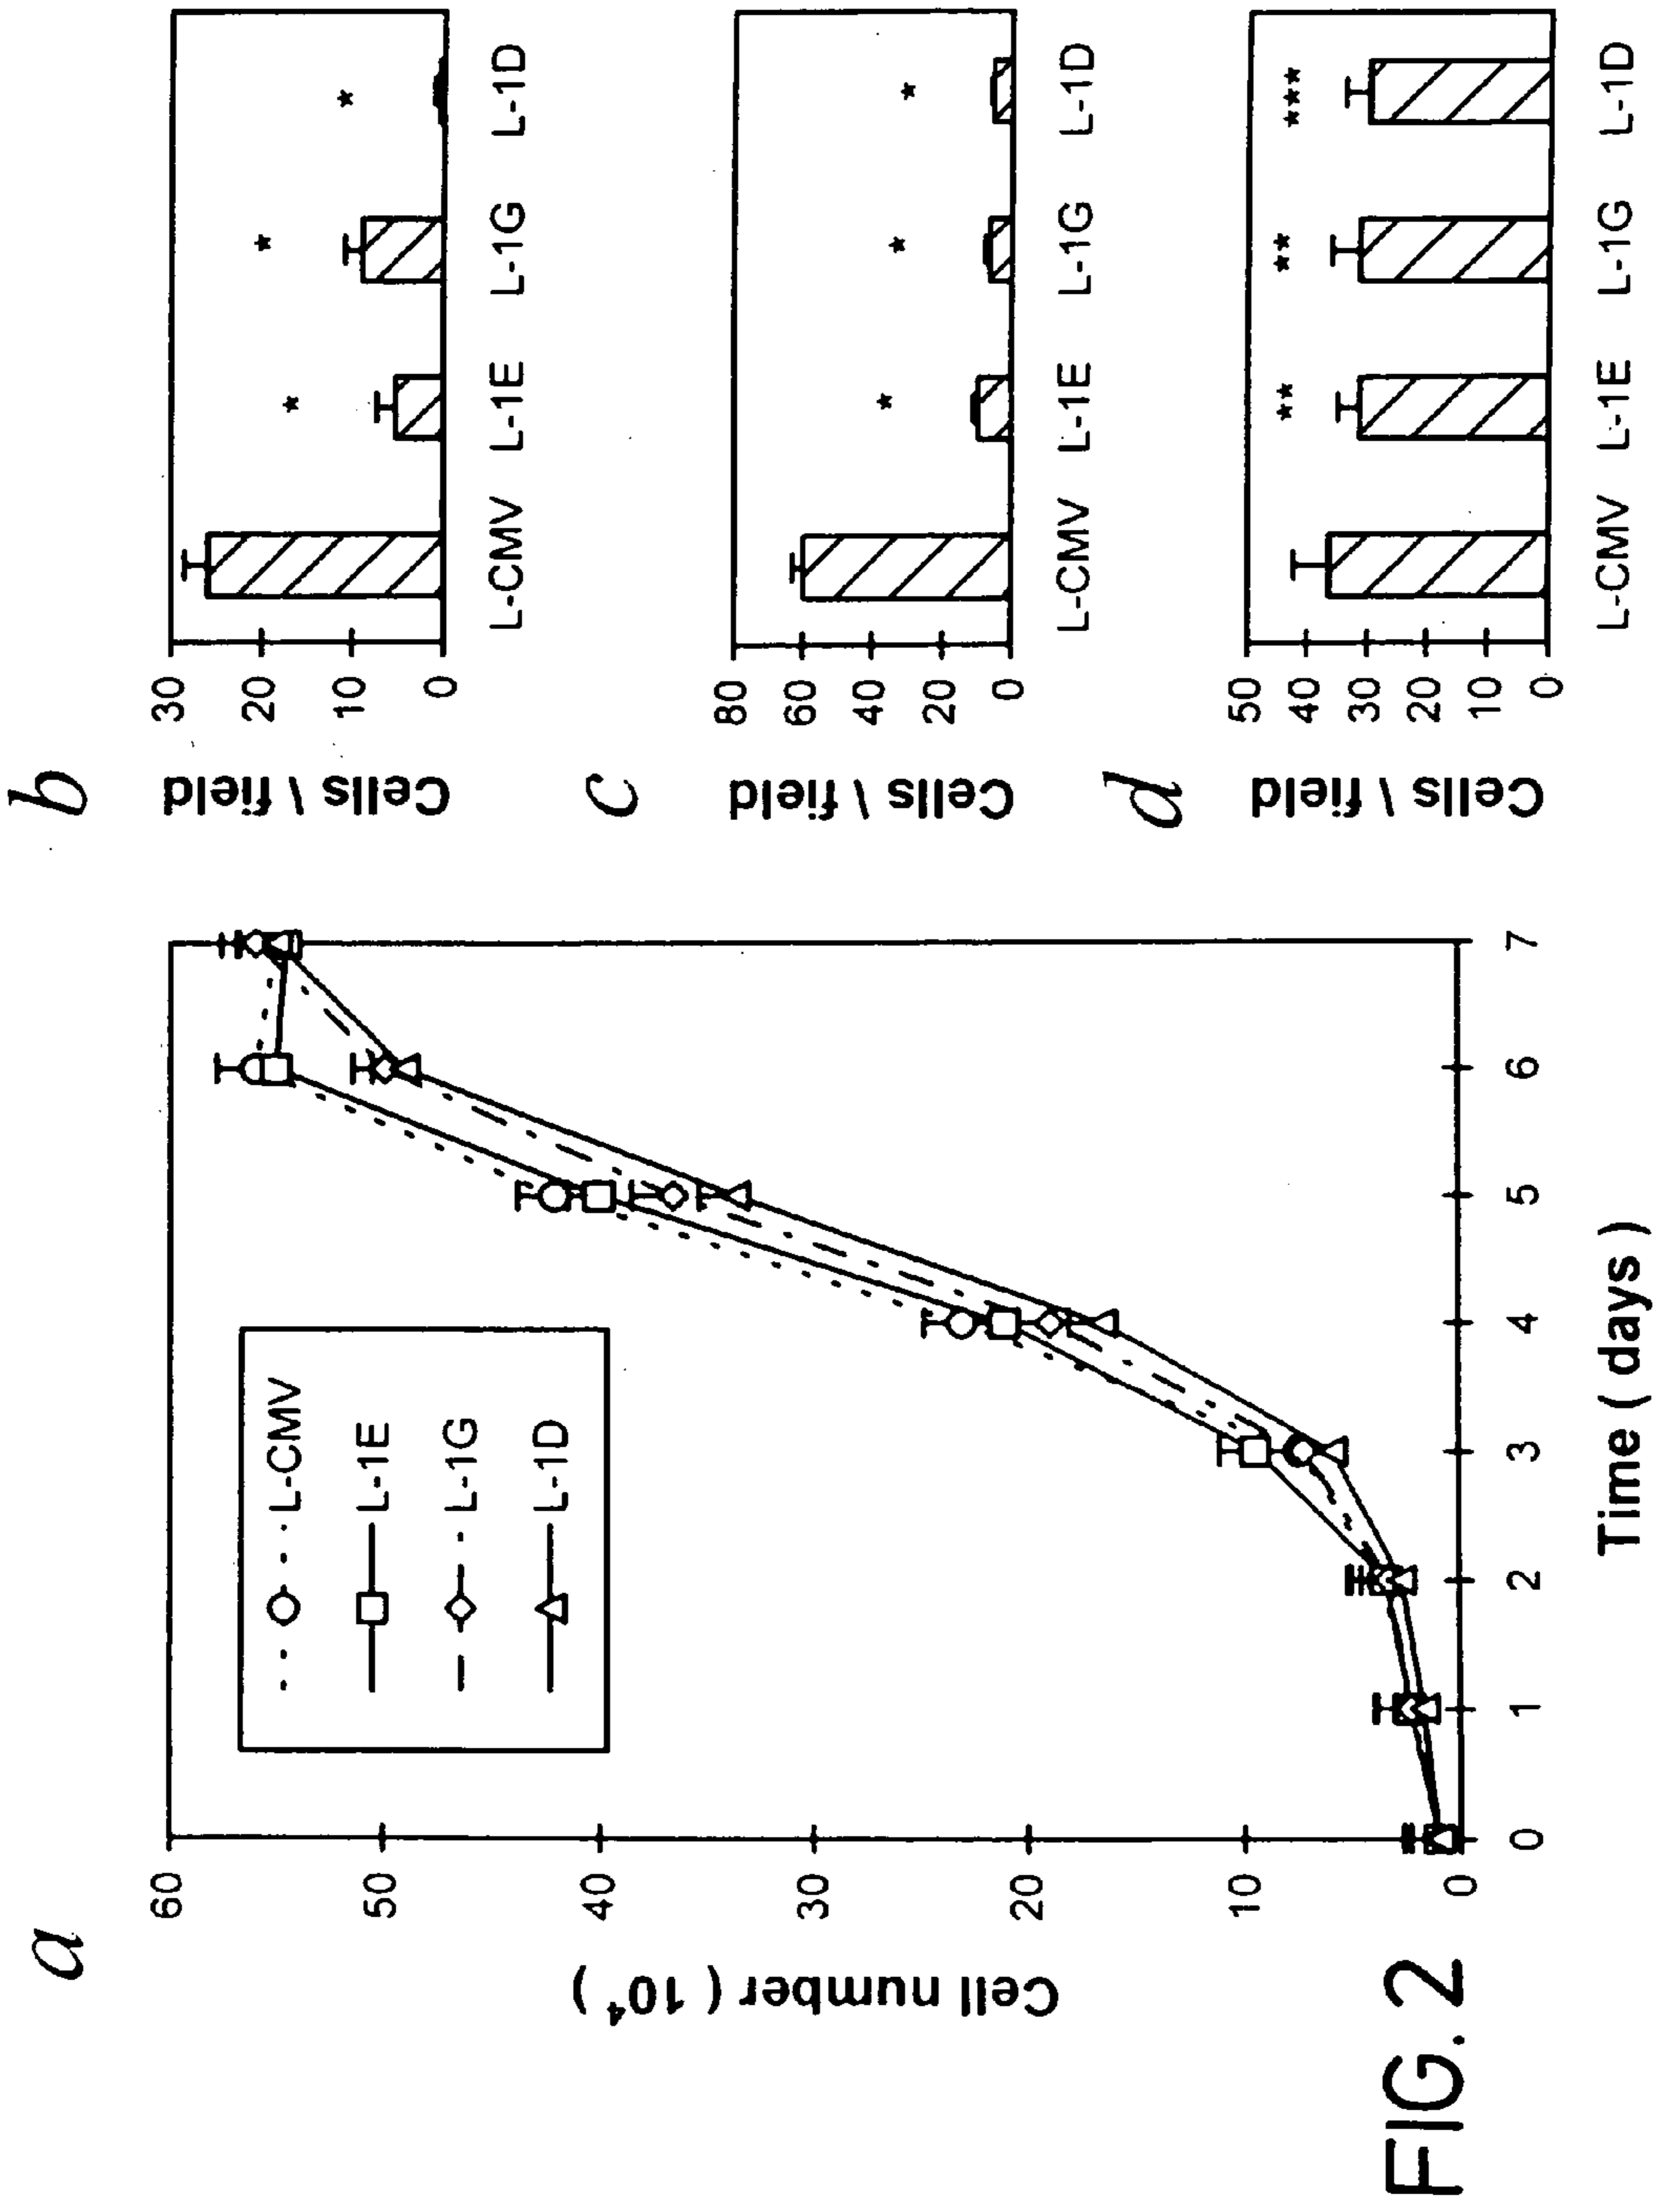 a
Cell number ( 10⁴ )
60
50
40
30
20
10
0
L-CMV
L-1E
L-1G
L-1D
0 1 2 3 4 5 6 7
Time ( days )
b
Cells \ field
30
20
10
0
* * *
L-CMV L-1E L-1G L-1D
c
Cells \ field
80
60
40
20
0
* * *
L-CMV L-1E L-1G L-1D
d
Cells \ field
50
40
30
20
10
0
** ** ***
L-CMV L-1E L-1G L-1D
FIG. 2